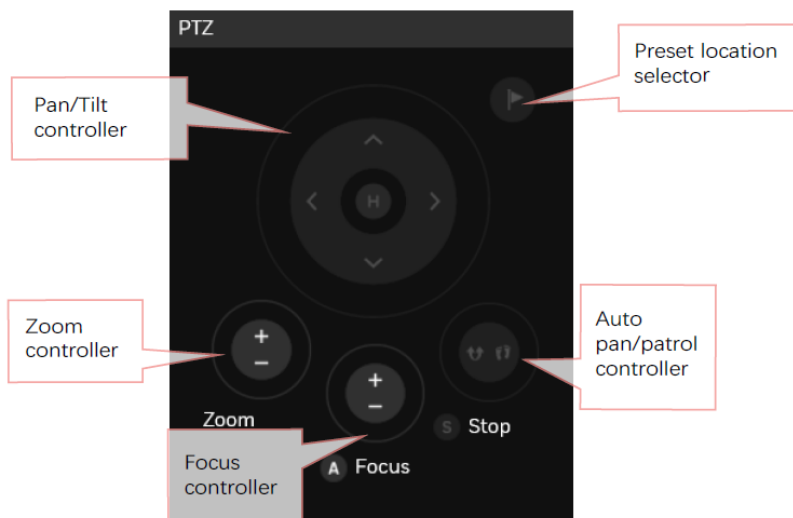 PTZ
Preset location
selector
Pan/Tilt
controller
H
Zoom
controller
+
−
Zoom
+
−
Auto
pan/patrol
controller
S Stop
Focus
controller
A Focus